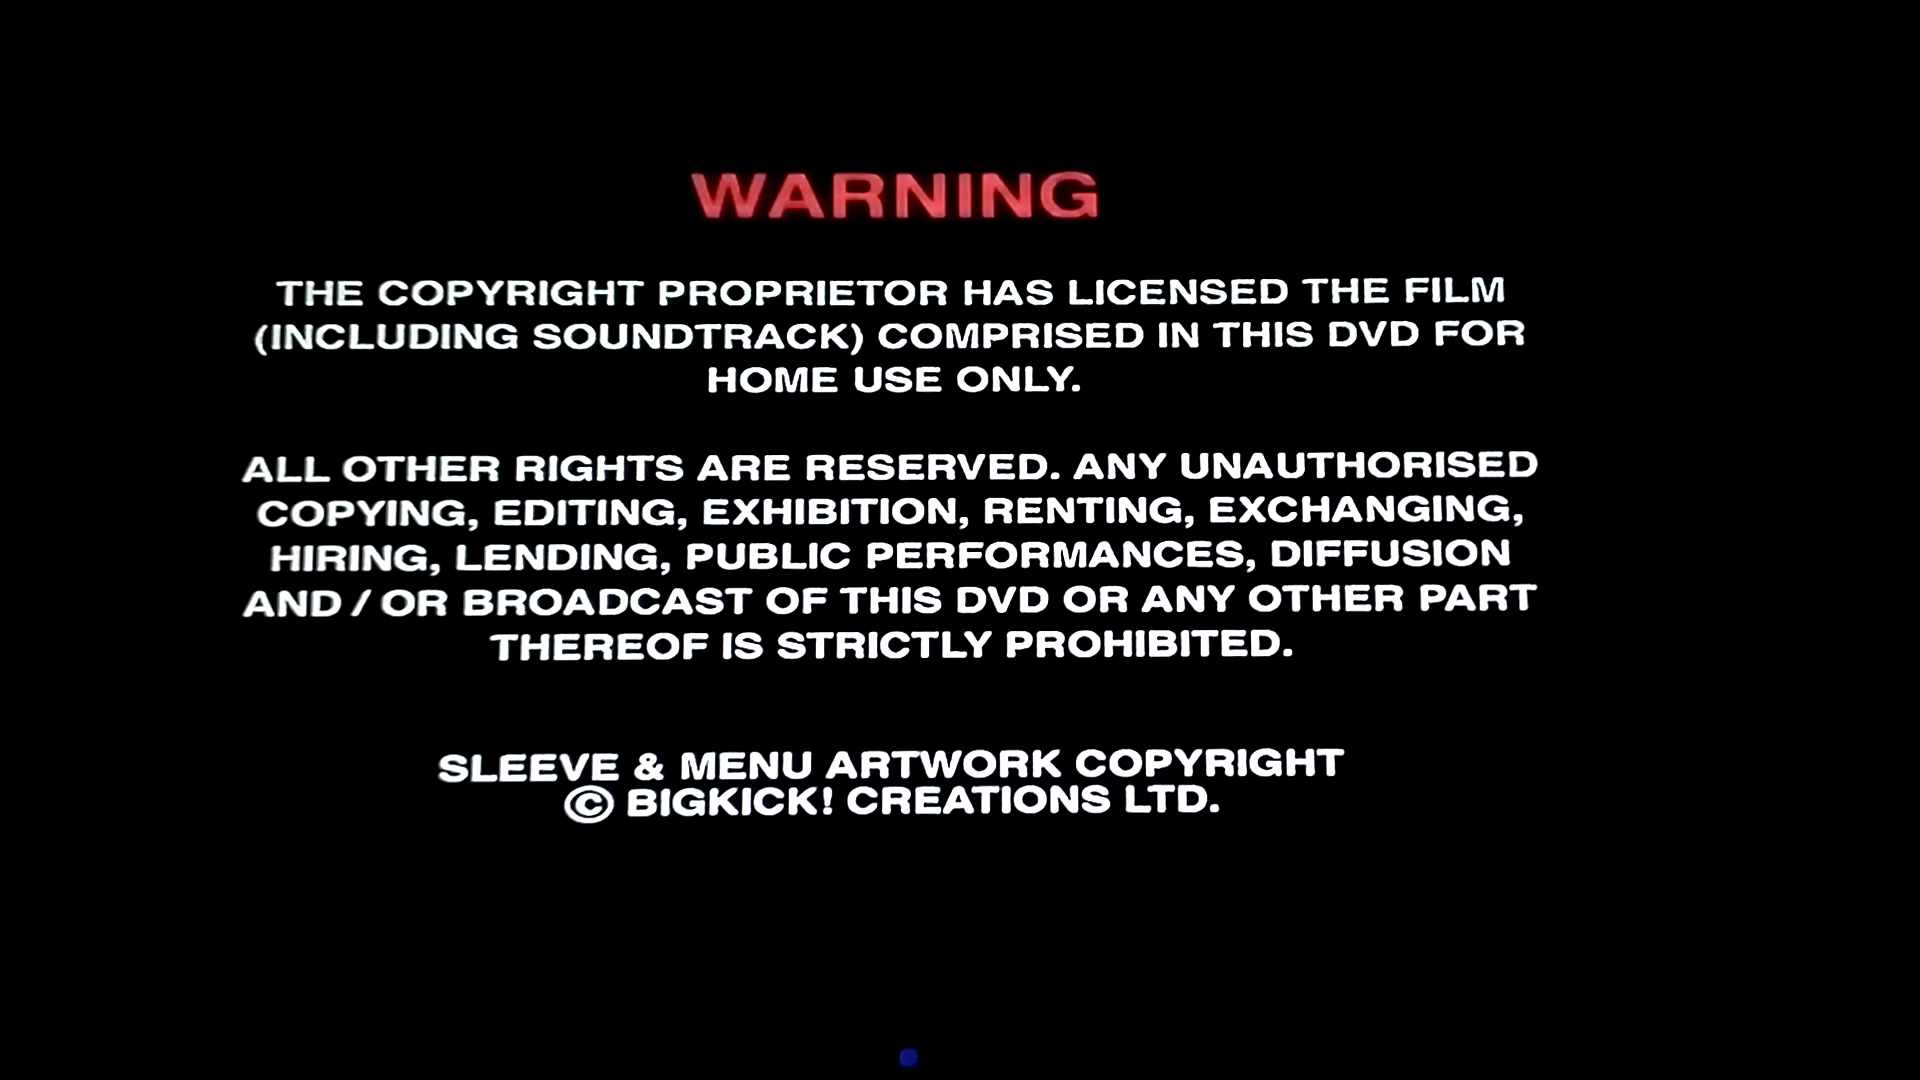 WARNING
THE COPYRIGHT PROPRIETOR HAS LICENSED THE FILM
(INCLUDING SOUNDTRACK) COMPRISED IN THIS DVD FOR
HOME USE ONLY.
ALL OTHER RIGHTS ARE RESERVED. ANY UNAUTHORISED
COPYING, EDITING, EXHIBITION, RENTING, EXCHANGING,
HIRING, LENDING, PUBLIC PERFORMANCES, DIFFUSION
AND / OR BROADCAST OF THIS DVD OR ANY OTHER PART
THEREOF IS STRICTLY PROHIBITED.
SLEEVE & MENU ARTWORK COPYRIGHT
© BIGKICK! CREATIONS LTD.